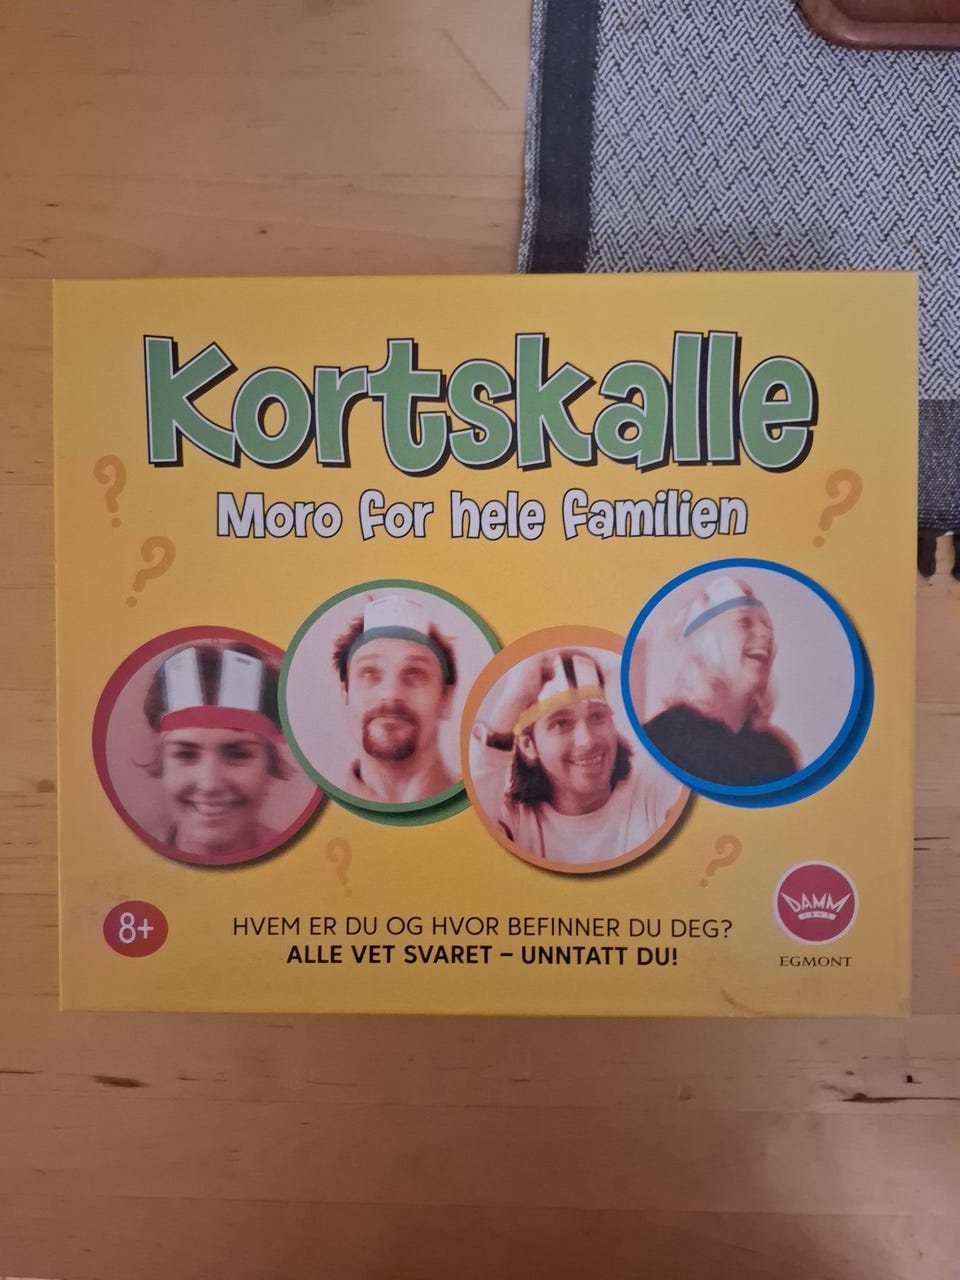 Kortskalle
Moro for hele familien
8+
HVEM ER DU OG HVOR BEFINNER DU DEG?
ALLE VET SVARET – UNNTATT DU!
DAMM
EGMONT